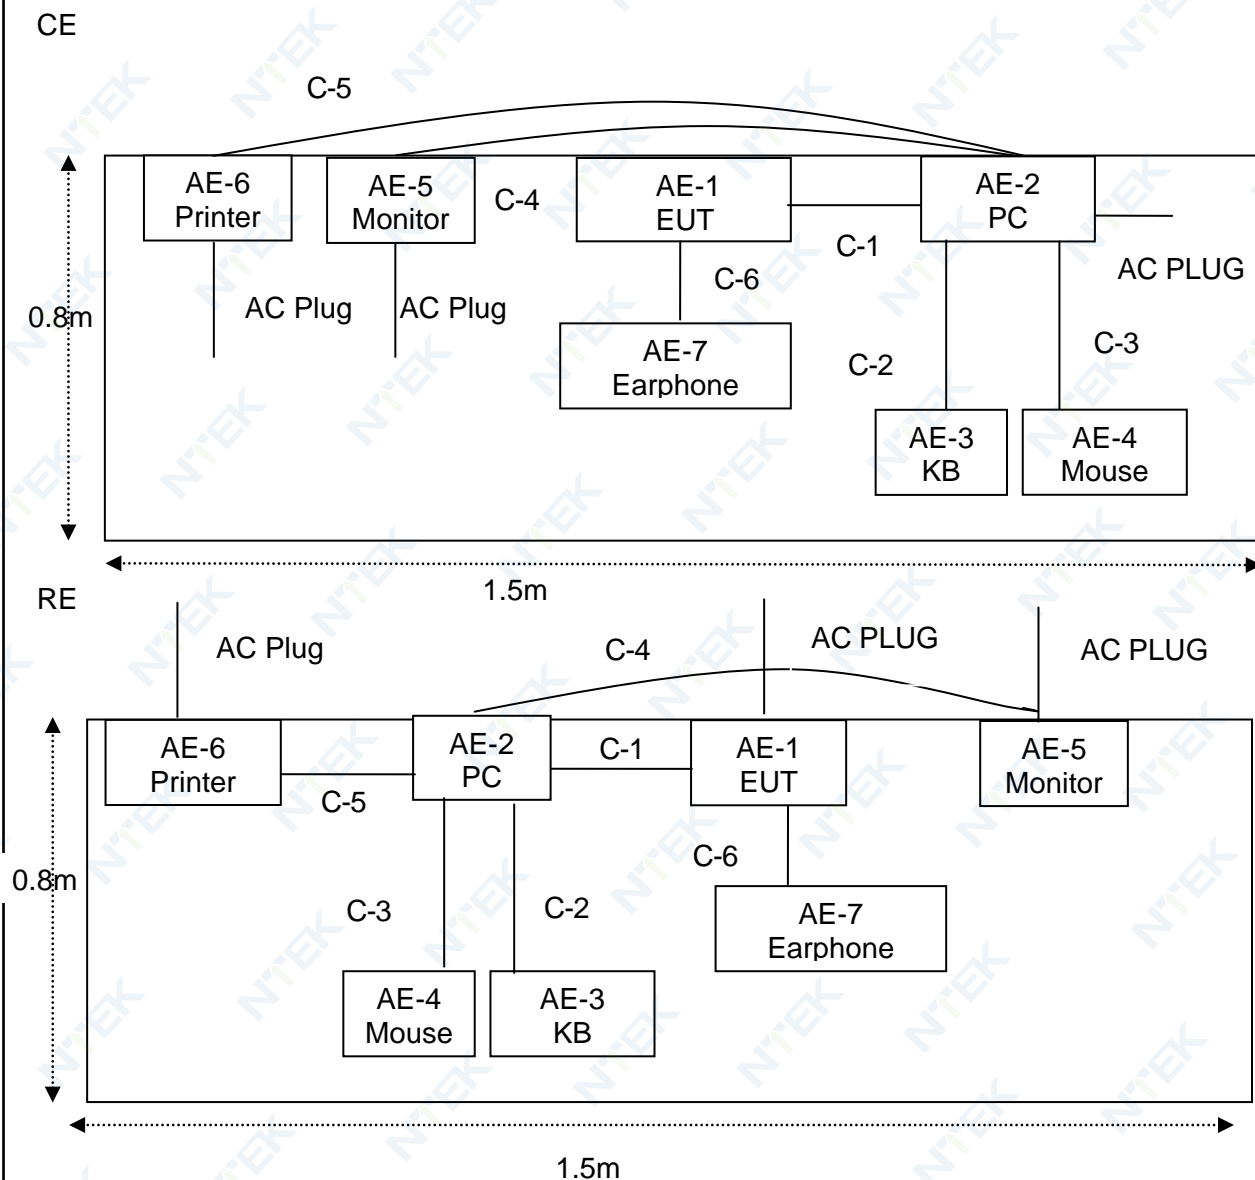 CE
C-5
AE-6
Printer
AE-5
Monitor
C-4
AE-1
EUT
AE-2
PC
C-1
AC PLUG
C-6
AC Plug
AC Plug
0.8m
AE-7
Earphone
C-2
C-3
AE-3
KB
AE-4
Mouse
1.5m
RE
AC Plug
C-4
AC PLUG
AC PLUG
AE-6
Printer
AE-2
PC
C-1
AE-1
EUT
AE-5
Monitor
C-5
C-6
0.8m
C-3
C-2
AE-7
Earphone
AE-4
Mouse
AE-3
KB
1.5m
NTEK